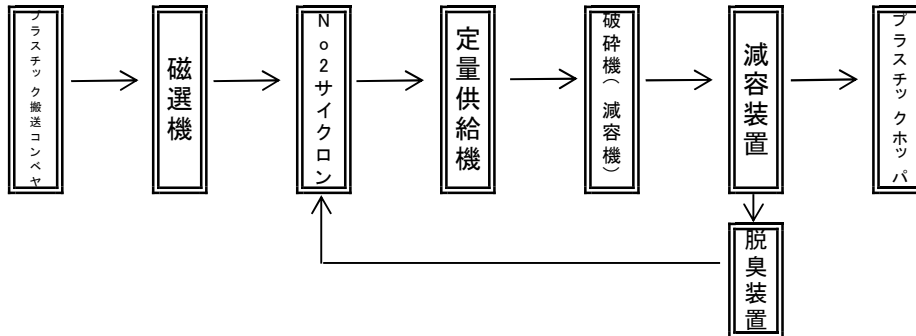 プラスチック搬送コンベヤ
磁選機
No2サイクロン
定量供給機
破砕機（減容機）
減容装置
プラスチックホッパ
脱臭装置